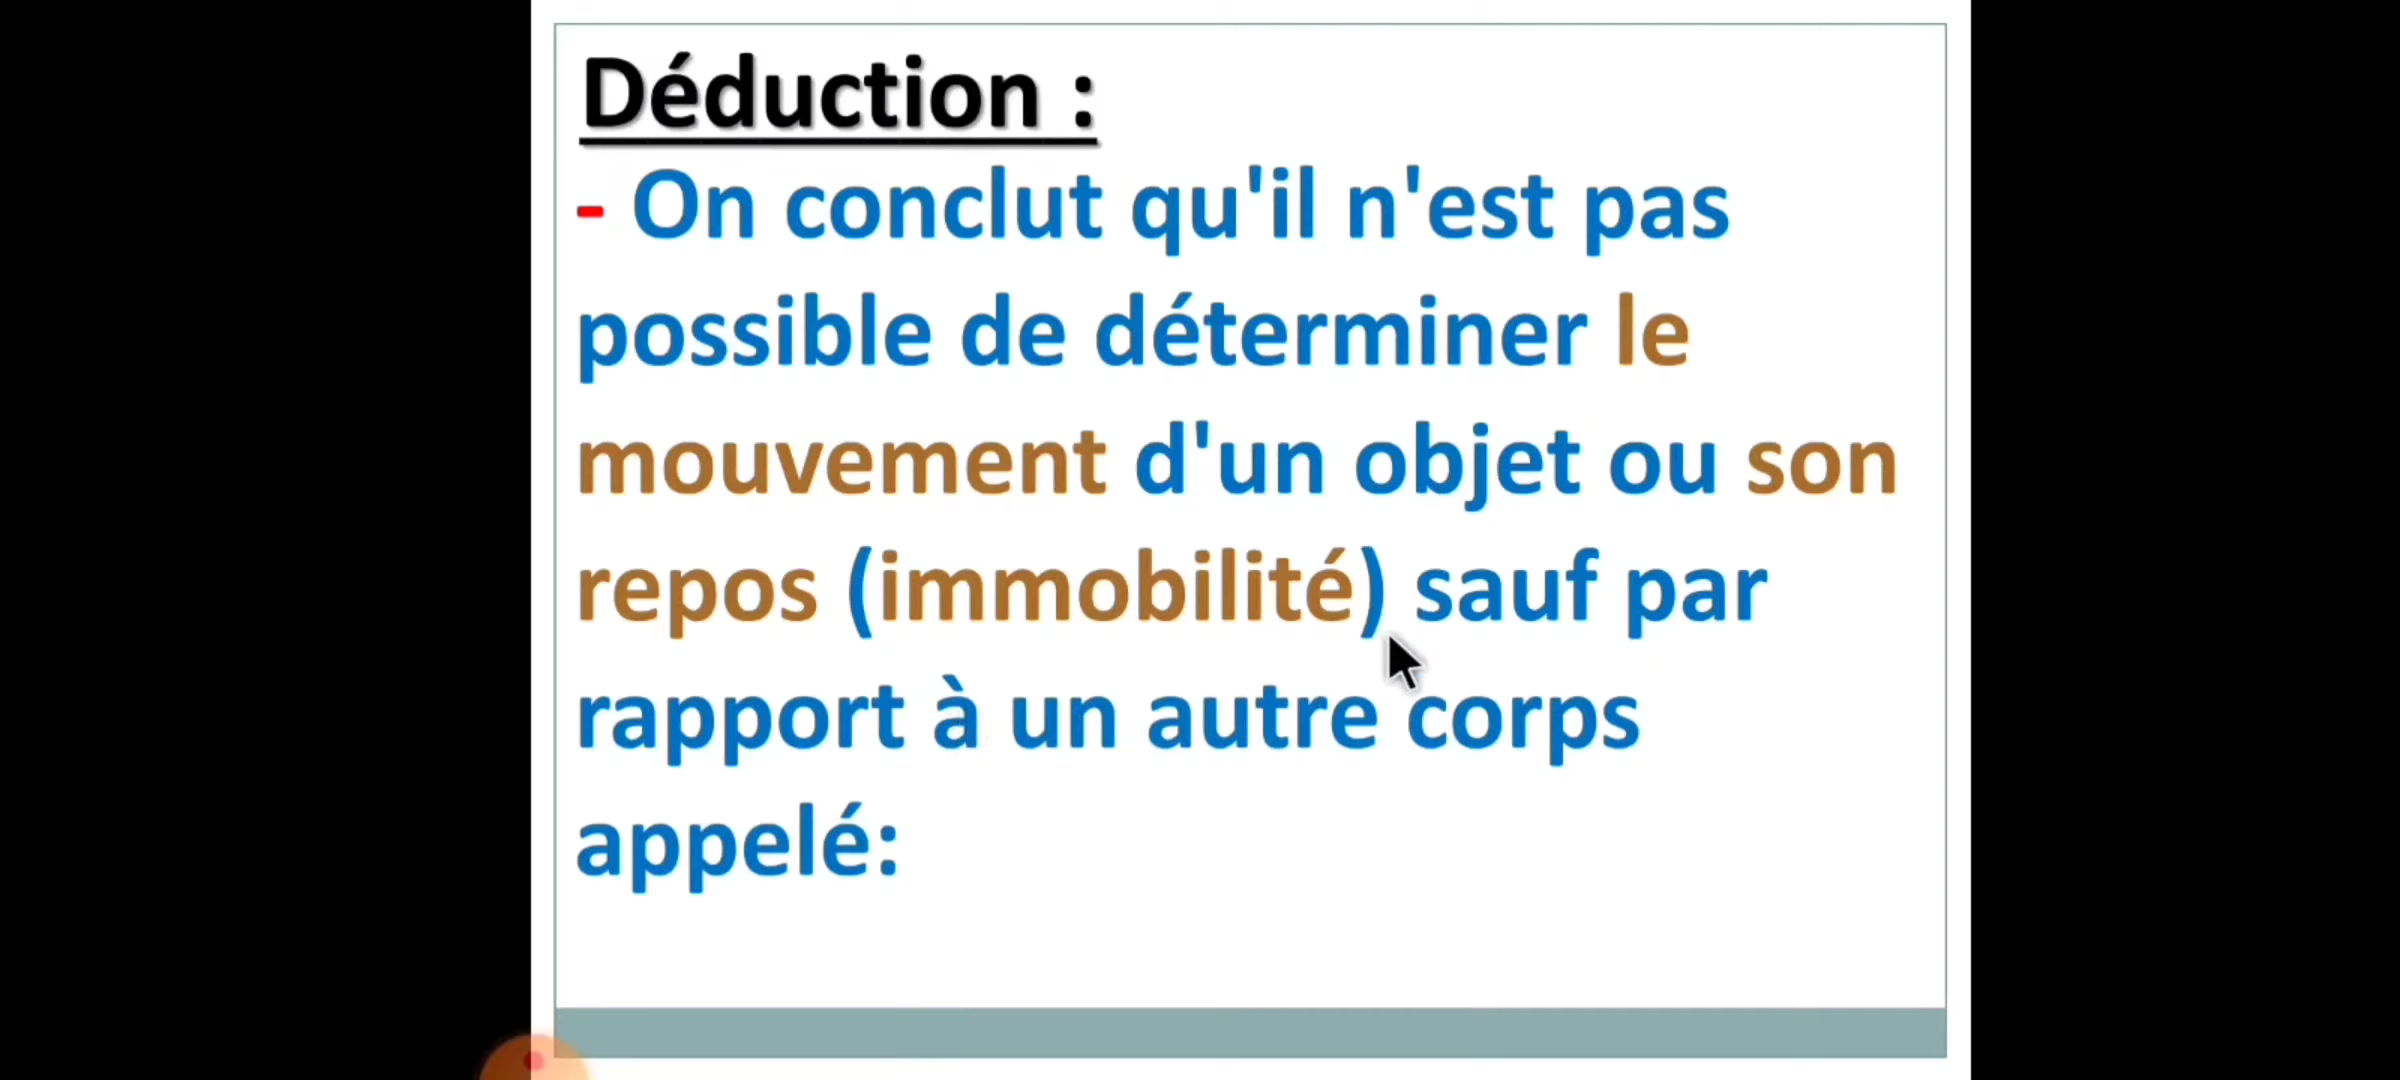 Déduction :
- On conclut qu'il n'est pas
possible de déterminer le
mouvement d'un objet ou son
repos (immobilité) sauf par
rapport à un autre corps
appelé: